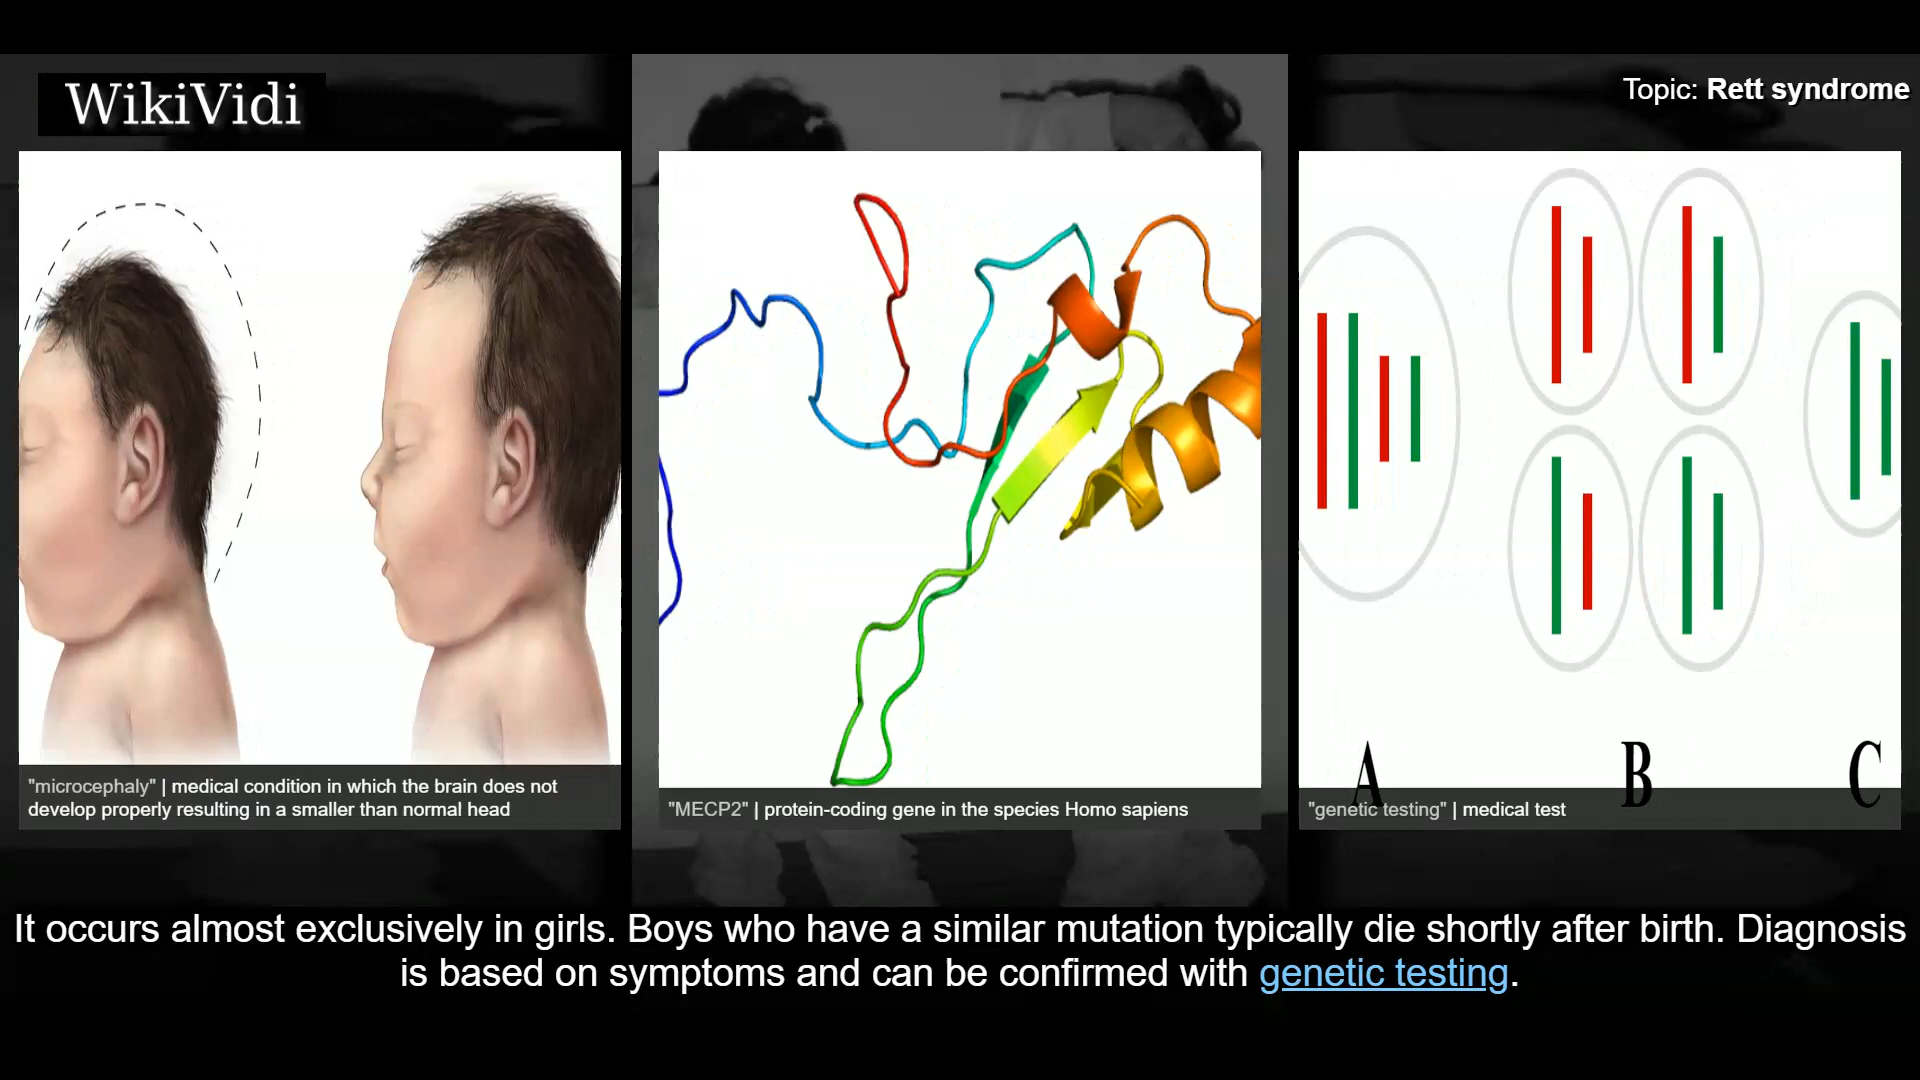 WikiVidi
Topic: Rett syndrome
A
B
C
"microcephaly" | medical condition in which the brain does not
develop properly resulting in a smaller than normal head
"MECP2" | protein-coding gene in the species Homo sapiens
"genetic testing" | medical test
It occurs almost exclusively in girls. Boys who have a similar mutation typically die shortly after birth. Diagnosis
is based on symptoms and can be confirmed with genetic testing.